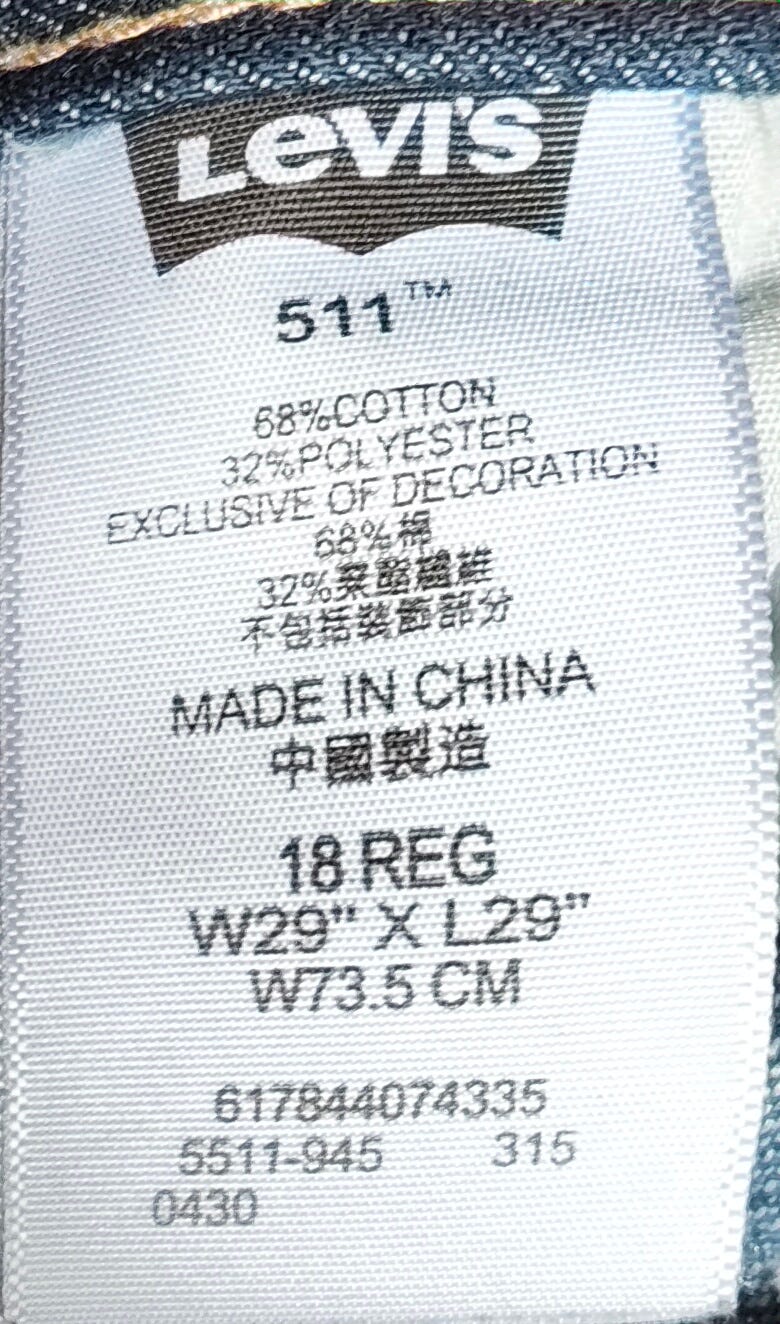 Levi's
511™
68%COTTON
32%POLYESTER
EXCLUSIVE OF DECORATION
68%棉
32%聚酯纖維
不包括裝飾部分
MADE IN CHINA
中國製造
18 REG
W29" X L29"
W73.5 CM
617844074335
5511-945 315
0430